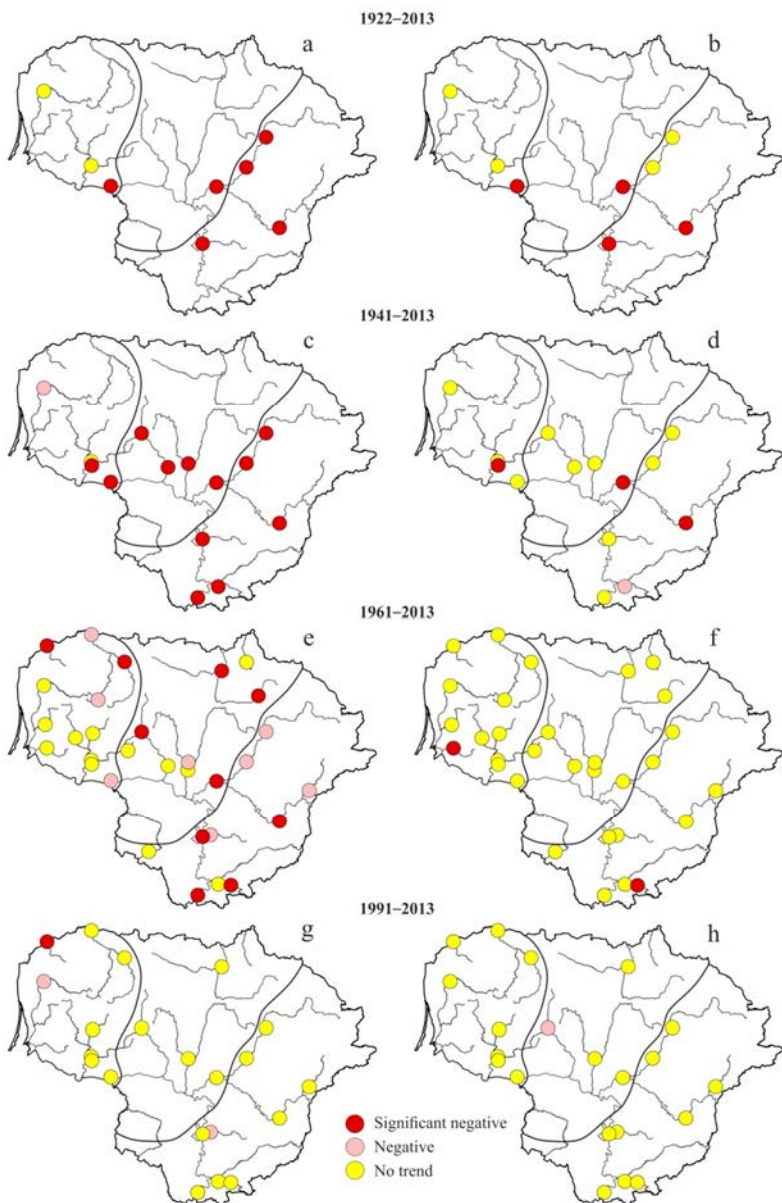 1922–2013
a
b
1941–2013
c
d
1961–2013
e
f
1991–2013
g
h
Significant negative
Negative
No trend